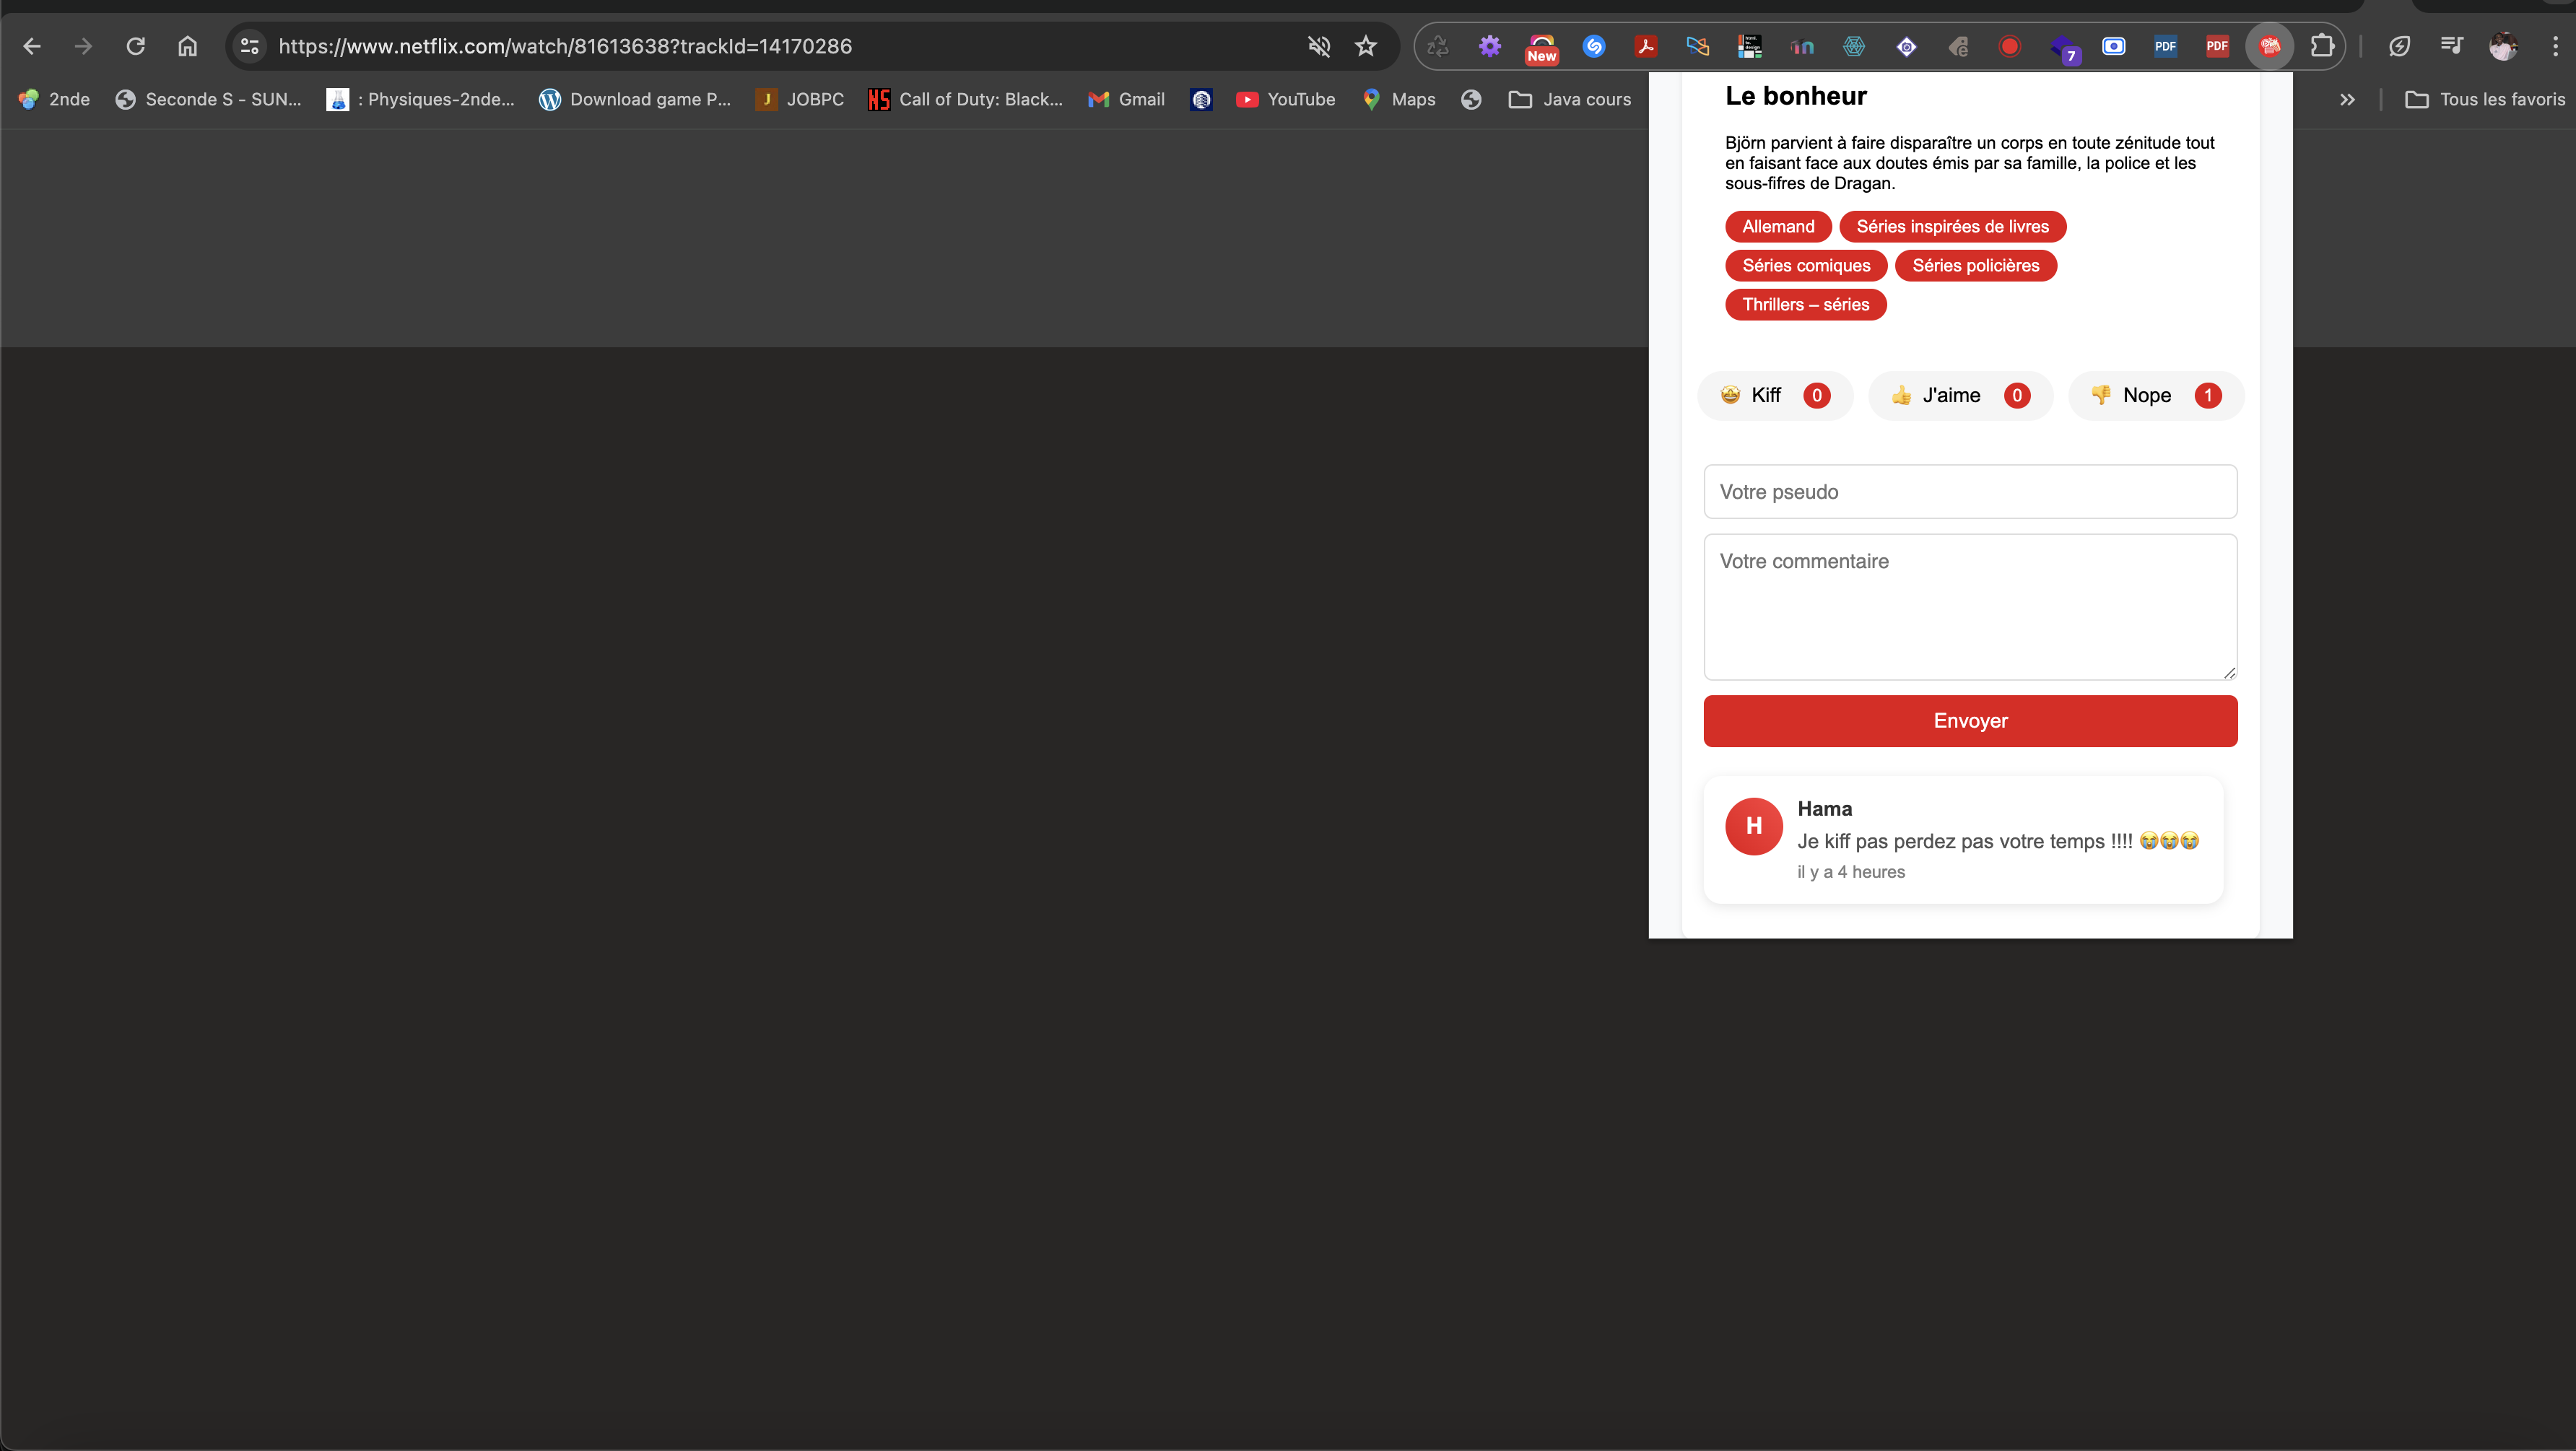 https://www.netflix.com/watch/81613638?trackId=14170286
New
7
PDF
PDF
2nde
Seconde S - SUN...
: Physiques-2nde...
Download game P...
J
JOBPC
NS
Call of Duty: Black...
Gmail
YouTube
Maps
Java cours
Tous les favoris
Le bonheur
Björn parvient à faire disparaître un corps en toute zénitude tout
en faisant face aux doutes émis par sa famille, la police et les
sous-fifres de Dragan.
Allemand
Séries inspirées de livres
Séries comiques
Séries policières
Thrillers – séries
🤩 Kiff 0
👍 J'aime 0
👎 Nope 1
Votre pseudo
Votre commentaire
Envoyer
H
Hama
Je kiff pas perdez pas votre temps !!!! 😭😭😭
il y a 4 heures